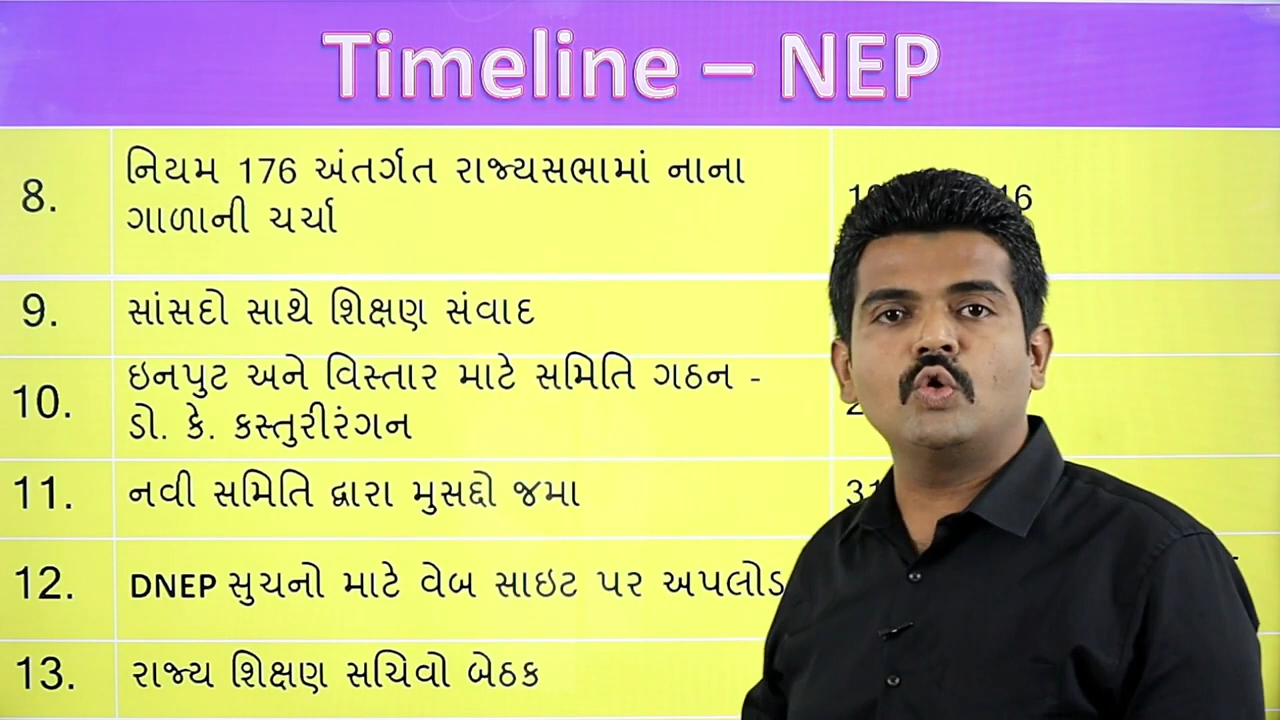 Timeline – NEP
8.
નિયમ 176 અંતર્ગત રાજ્યસભામાં નાના
ગાળાની ચર્ચા
9.
સાંસદો સાથે શિક્ષણ સંવાદ
10.
ઇનપુટ અને વિસ્તાર માટે સમિતિ ગઠન -
ડો. કે. કસ્તુરીરંગન
11.
નવી સમિતિ દ્વારા મુસદ્દો જમા
12.
DNEP સુચનો માટે વેબ સાઇટ પર અપલોડ
13.
રાજ્ય શિક્ષણ સચિવો બેઠક